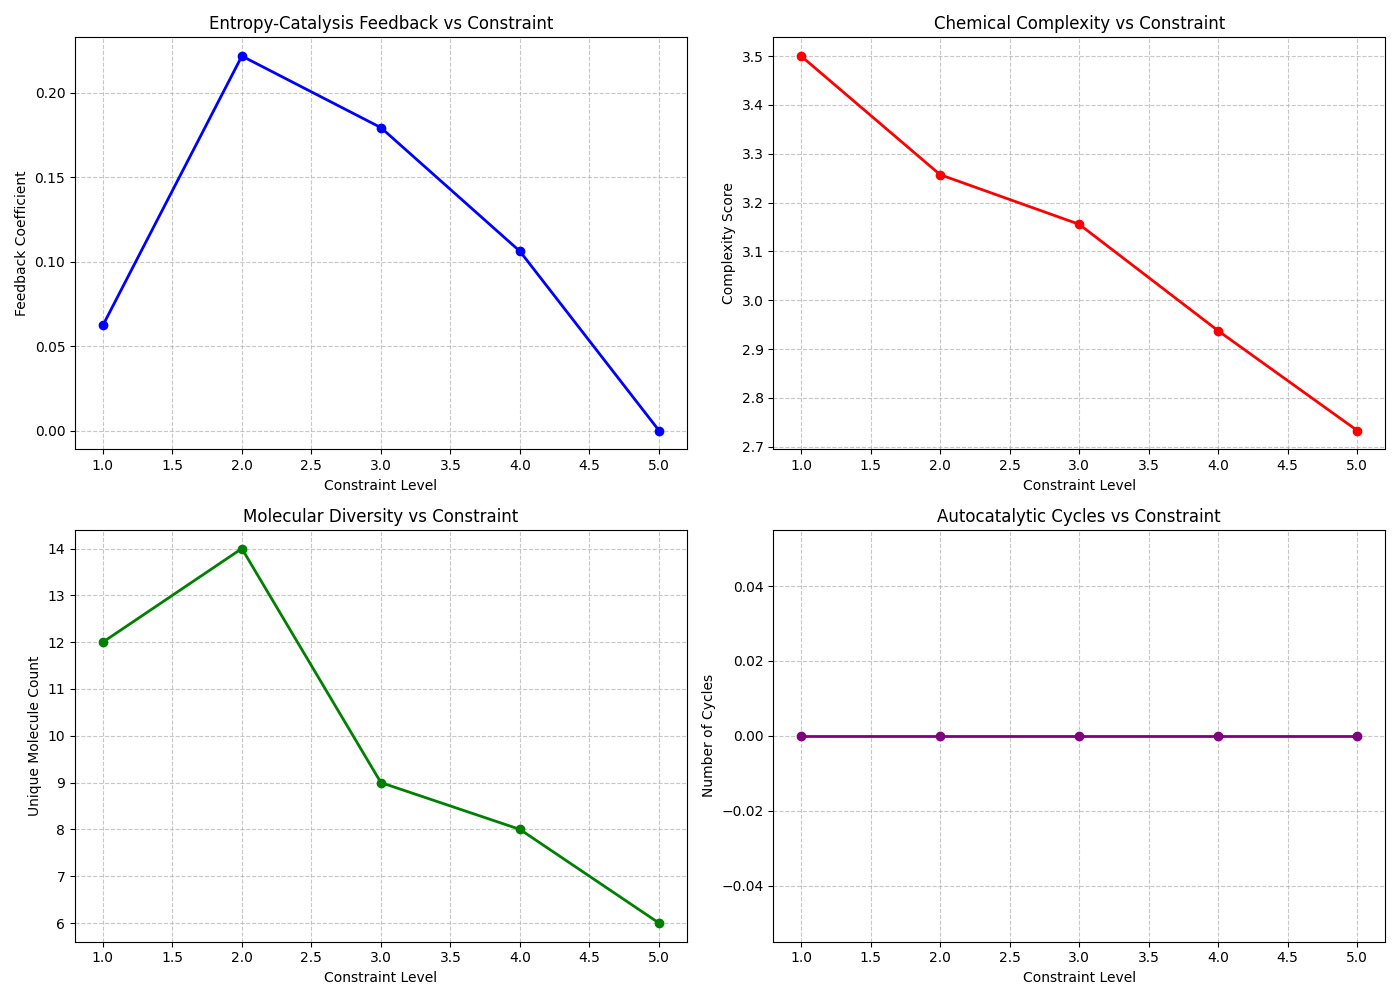 Entropy-Catalysis Feedback vs Constraint
Feedback Coefficient
0.20
0.15
0.10
0.05
0.00
1.0 1.5 2.0 2.5 3.0 3.5 4.0 4.5 5.0
Constraint Level
Chemical Complexity vs Constraint
Complexity Score
3.5
3.4
3.3
3.2
3.1
3.0
2.9
2.8
2.7
1.0 1.5 2.0 2.5 3.0 3.5 4.0 4.5 5.0
Constraint Level
Molecular Diversity vs Constraint
Unique Molecule Count
14
13
12
11
10
9
8
7
6
1.0 1.5 2.0 2.5 3.0 3.5 4.0 4.5 5.0
Constraint Level
Autocatalytic Cycles vs Constraint
Number of Cycles
0.04
0.02
0.00
−0.02
−0.04
1.0 1.5 2.0 2.5 3.0 3.5 4.0 4.5 5.0
Constraint Level